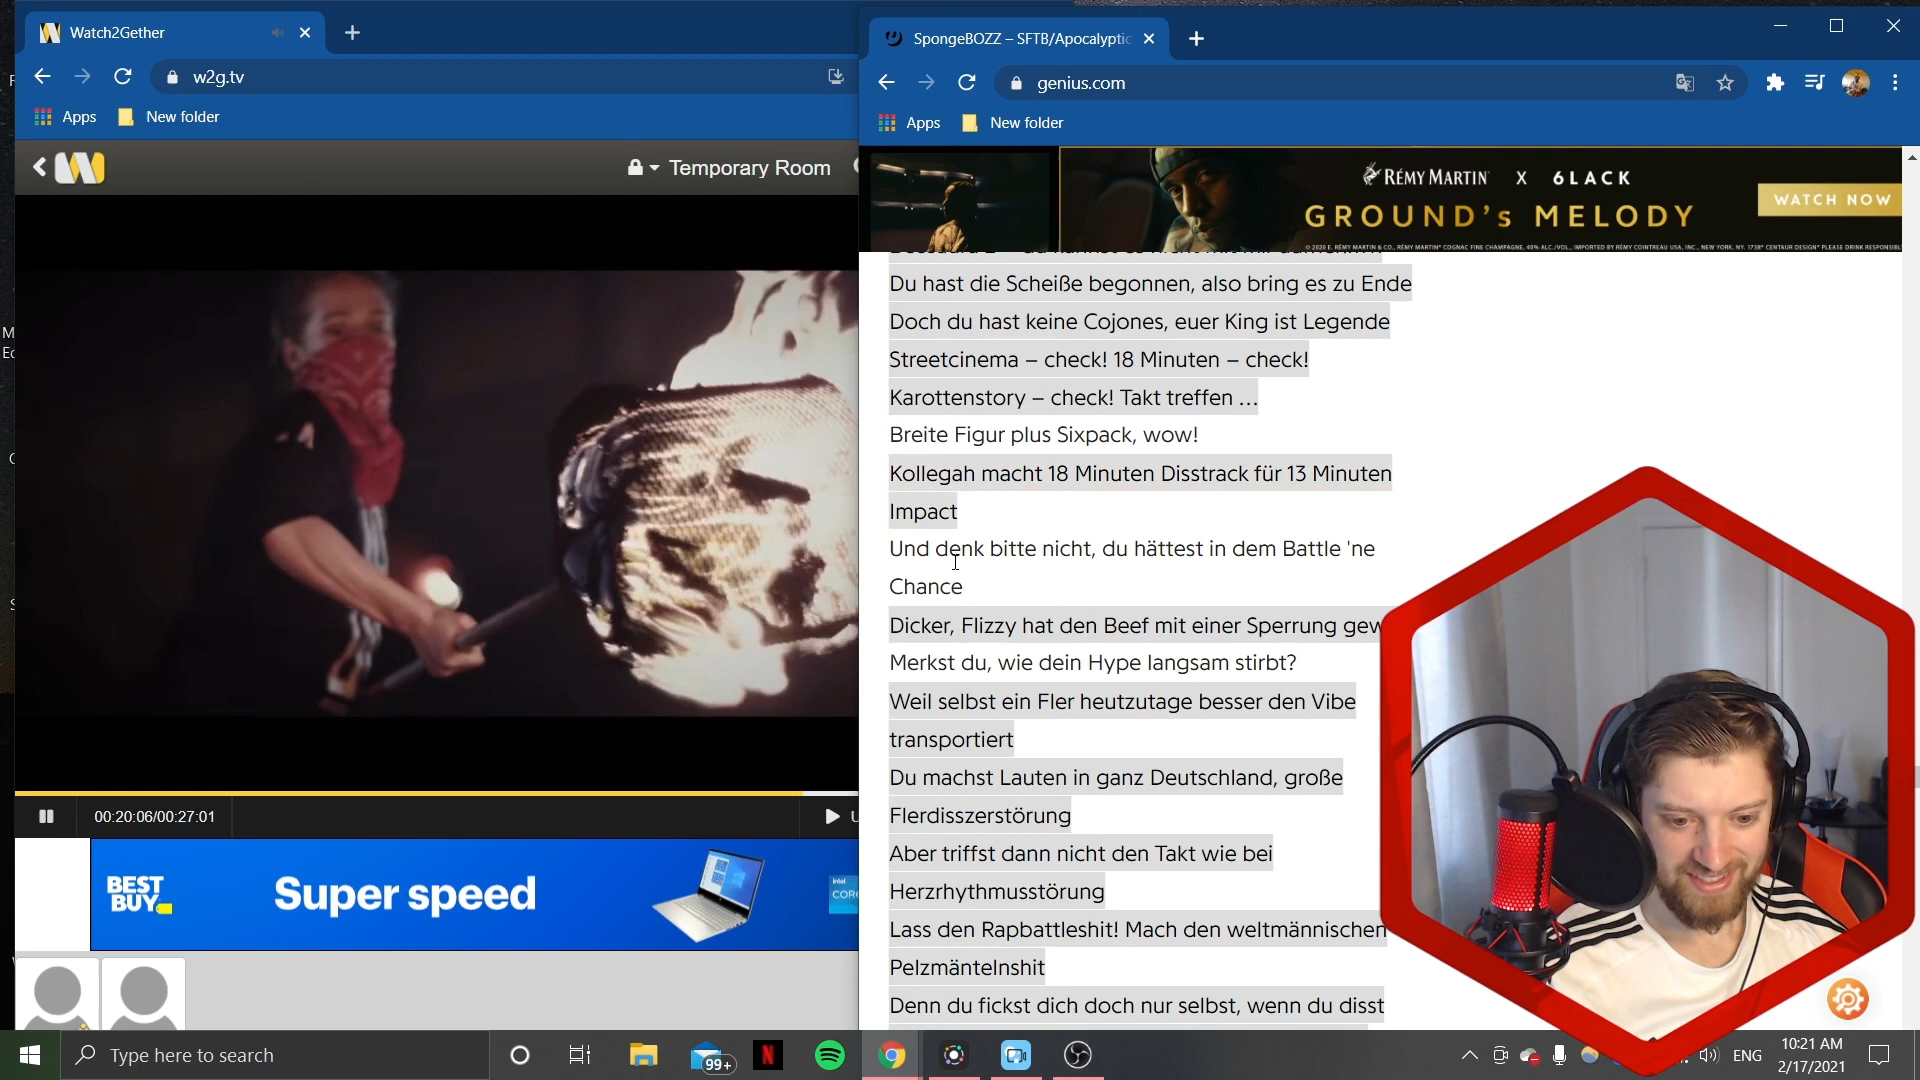 Watch2Gether
w2g.tv
Apps
New folder
Temporary Room
00:20:06/00:27:01
BEST
BUY
Super speed
intel
SpongeBOZZ – SFTB/Apocalyptic
genius.com
Apps
New folder
RÉMY MARTIN X 6LACK
GROUND's MELODY
WATCH NOW
Du hast die Scheiße begonnen, also bring es zu Ende
Doch du hast keine Cojones, euer King ist Legende
Streetcinema – check! 18 Minuten – check!
Karottenstory – check! Takt treffen …
Breite Figur plus Sixpack, wow!
Kollegah macht 18 Minuten Disstrack für 13 Minuten
Impact
Und denk bitte nicht, du hättest in dem Battle 'ne
Chance
Dicker, Flizzy hat den Beef mit einer Sperrung
Merkst du, wie dein Hype langsam stirbt?
Weil selbst ein Fler heutzutage besser den Vibe
transportiert
Du machst Lauten in ganz Deutschland, große
Flerdisszerstörung
Aber triffst dann nicht den Takt wie bei
Herzrhythmusstörung
Lass den Rapbattleshit! Mach den weltmännischen
Pelzmäntelnshit
Denn du fickst dich doch nur selbst, wenn du disst
Type here to search
99+
N
ENG
10:21 AM
2/17/2021